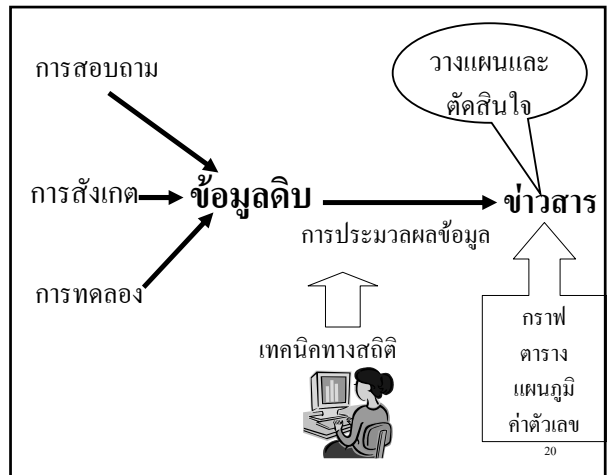 การสอบถาม
วางแผนและ
ตัดสินใจ
การสังเกต
ข้อมูลดิบ
ข่าวสาร
การประมวลผลข้อมูล
การทดลอง
เทคนิคทางสถิติ
กราฟ
ตาราง
แผนภูมิ
ค่าตัวเลข
20